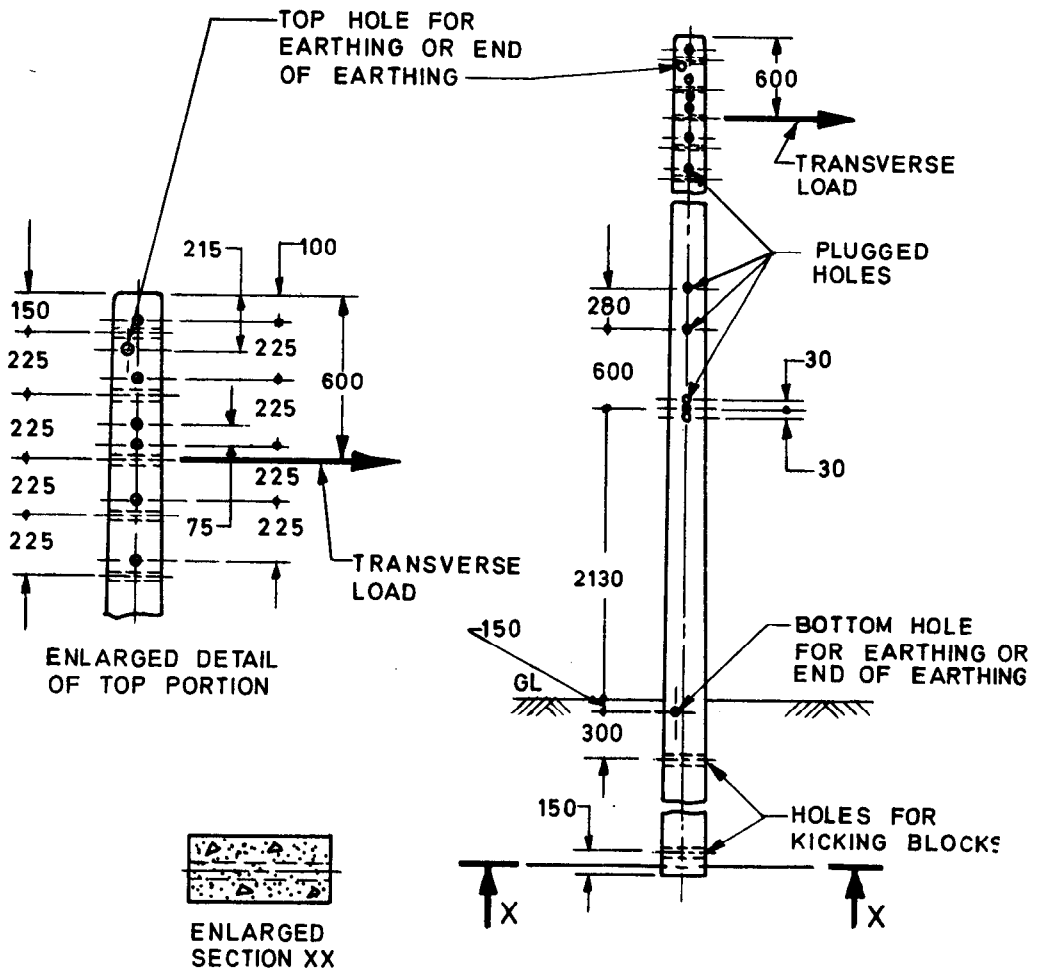 TOP HOLE FOR
EARTHING OR END
OF EARTHING
600
TRANSVERSE
LOAD
PLUGGED
HOLES
215
100
150
225
225
225
225
225
225
225
225
75
600
TRANSVERSE
LOAD
280
600
30
30
2130
150
GL
300
150
BOTTOM HOLE
FOR EARTHING OR
END OF EARTHING
HOLES FOR
KICKING BLOCKS
ENLARGED DETAIL
OF TOP PORTION
X
X
ENLARGED
SECTION XX